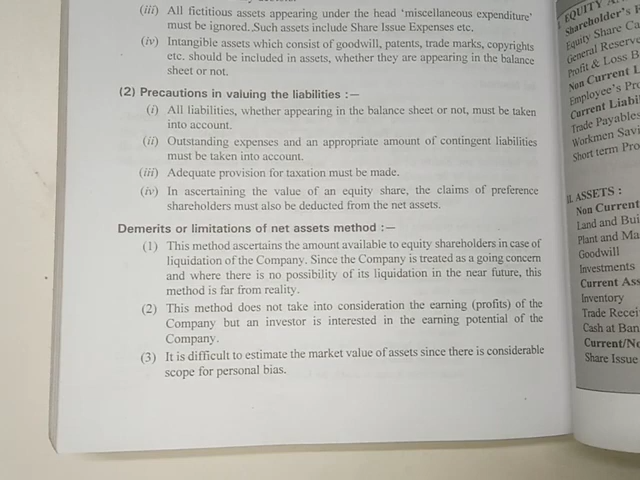 (iii) All fictitious assets appearing under the head 'miscellaneous expenditure'
must be ignored. Such assets include Share Issue Expenses etc.
(iv) Intangible assets which consist of goodwill, patents, trade marks, copyrights
etc. should be included in assets, whether they are appearing in the balance
sheet or not.
(2) Precautions in valuing the liabilities :—
(i) All liabilities, whether appearing in the balance sheet or not, must be taken
into account.
(ii) Outstanding expenses and an appropriate amount of contingent liabilities
must be taken into account.
(iii) Adequate provision for taxation must be made.
(iv) In ascertaining the value of an equity share, the claims of preference
shareholders must also be deducted from the net assets.
Demerits or limitations of net assets method :—
(1) This method ascertains the amount available to equity shareholders in case of
liquidation of the Company. Since the Company is treated as a going concern
and where there is no possibility of its liquidation in the near future, this
method is far from reality.
(2) This method does not take into consideration the earning (profits) of the
Company but an investor is interested in the earning potential of the
Company.
(3) It is difficult to estimate the market value of assets since there is considerable
scope for personal bias.
EQUITY
Shareholder's
Equity Share
General Reserve
Profit & Loss
Non Current
Employee's
Current
Trade Payables
Workmen
Short term
II. ASSETS :
Non Current
Land and
Plant and
Goodwill
Investments
Current
Inventory
Trade
Cash at
Share Issue